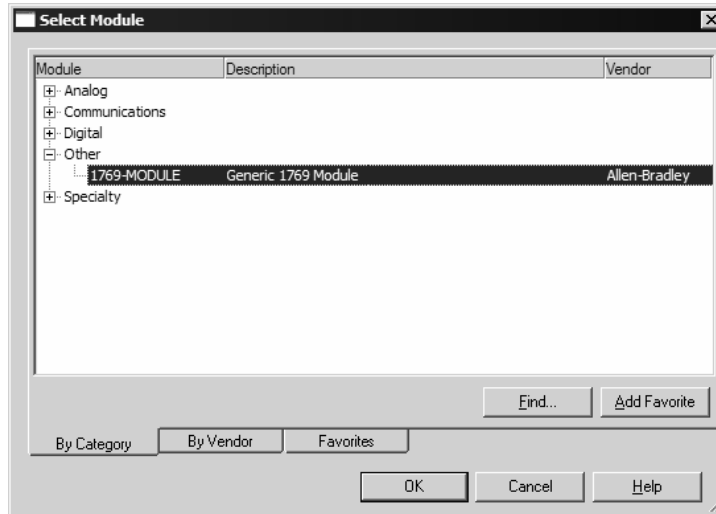 Select Module
Module Description Vendor
Analog
Communications
Digital
Other
1769-MODULE Generic 1769 Module Allen-Bradley
Specialty
Find... Add Favorite
By Category By Vendor Favorites
OK Cancel Help